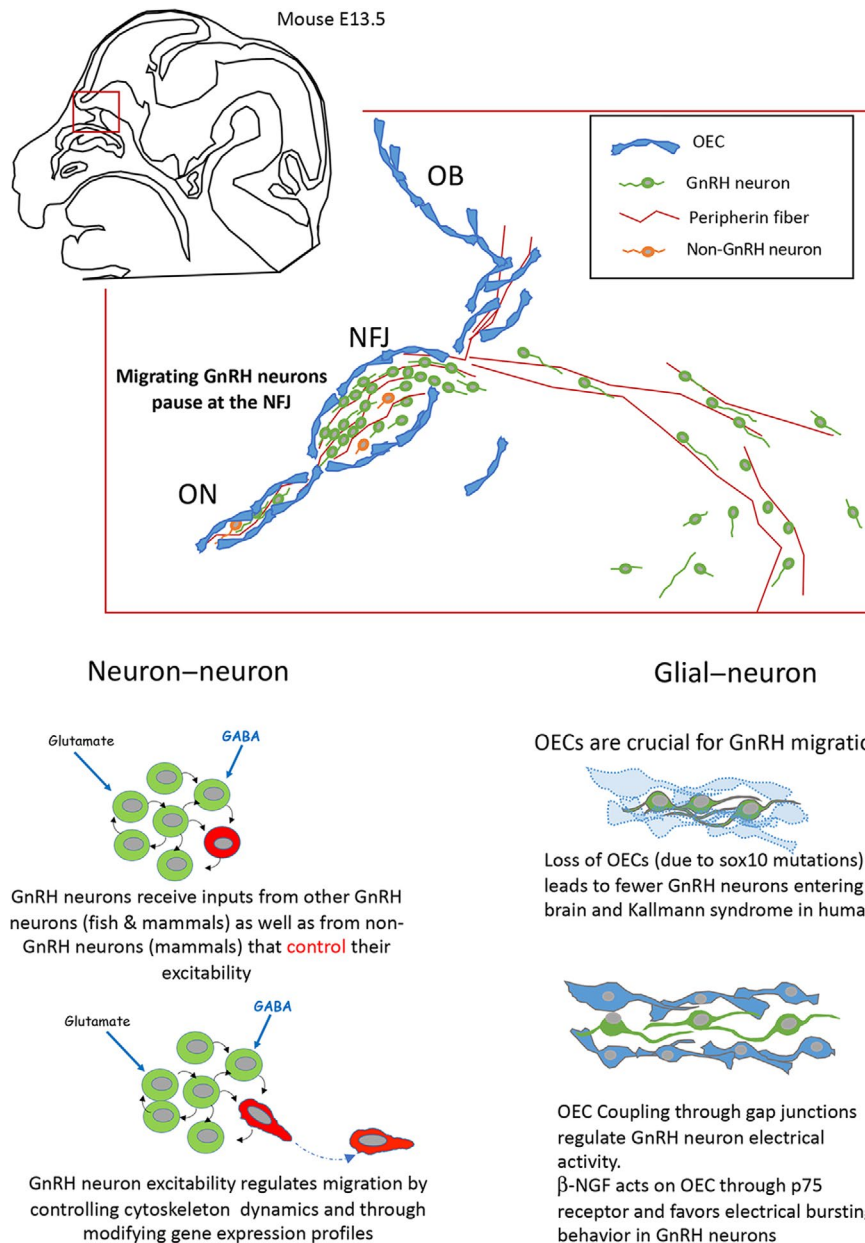 Mouse E13.5
OEC
GnRH neuron
Peripherin fiber
Non-GnRH neuron
OB
NFJ
Migrating GnRH neurons
pause at the NFJ
ON
Neuron–neuron
Glutamate
GABA
GnRH neurons receive inputs from other GnRH
neurons (fish & mammals) as well as from non-
GnRH neurons (mammals) that control their
excitability
Glutamate
GABA
GnRH neuron excitability regulates migration by
controlling cytoskeleton dynamics and through
modifying gene expression profiles
Glial–neuron
OECs are crucial for GnRH migratio
Loss of OECs (due to sox10 mutations)
leads to fewer GnRH neurons entering
brain and Kallmann syndrome in huma
OEC Coupling through gap junctions
regulate GnRH neuron electrical
activity.
β-NGF acts on OEC through p75
receptor and favors electrical bursting
behavior in GnRH neurons